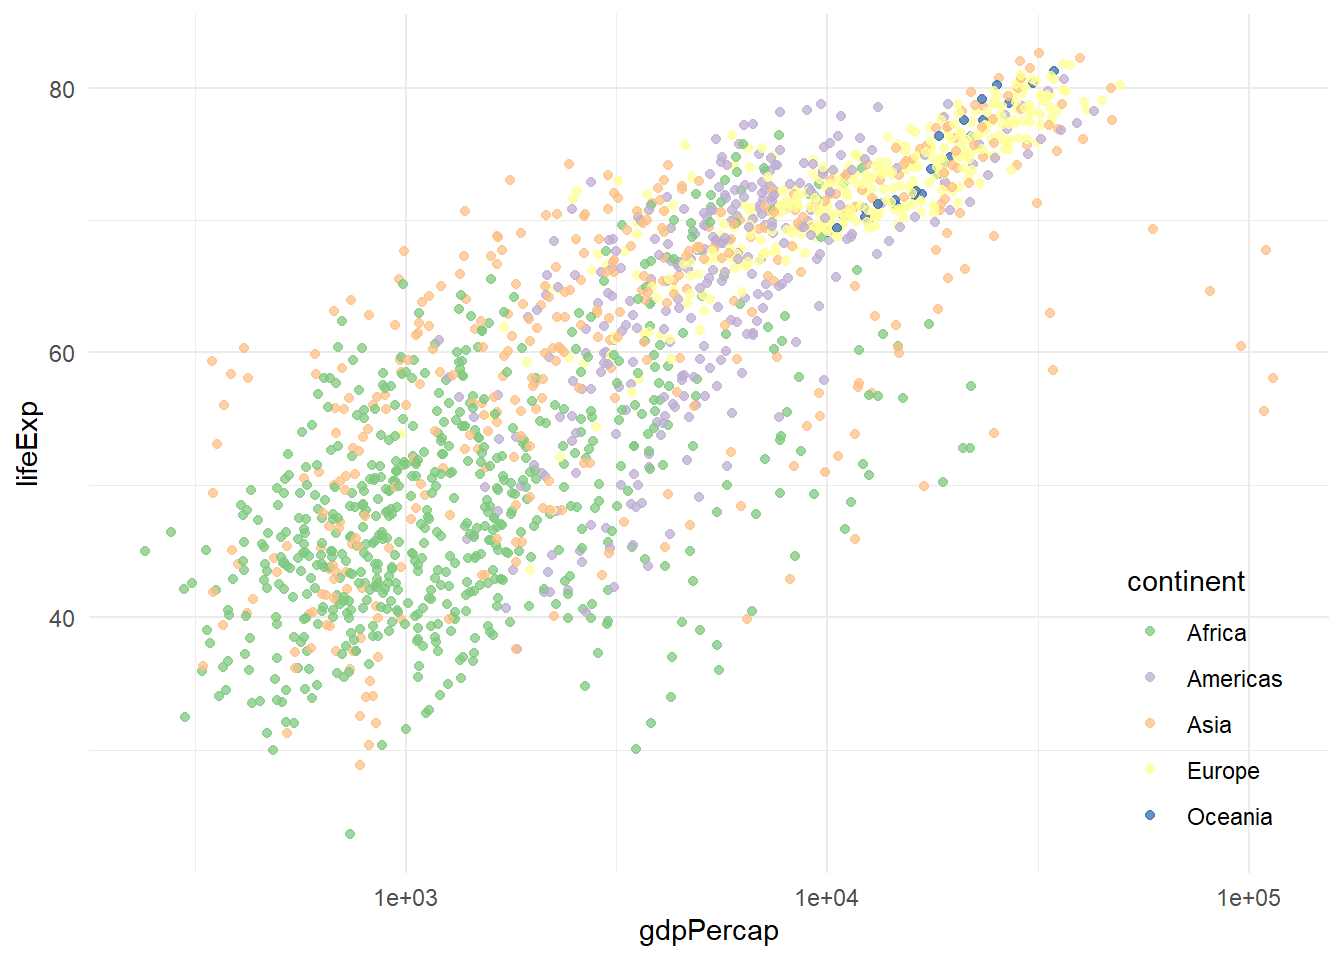 80
60
40
lifeExp
1e+03
1e+04
1e+05
gdpPercap
continent
Africa
Americas
Asia
Europe
Oceania